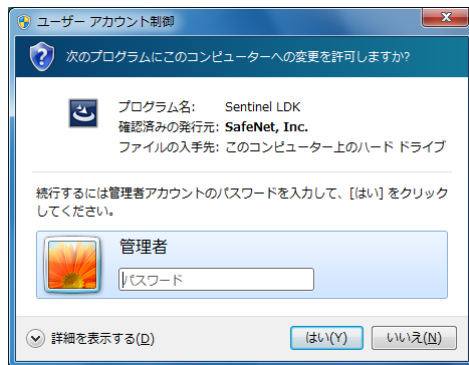 ユーザー アカウント制御
次のプログラムにこのコンピューターへの変更を許可しますか?
プログラム名: Sentinel LDK
確認済みの発行元: SafeNet, Inc.
ファイルの入手先: このコンピューター上のハード ドライブ
続行するには管理者アカウントのパスワードを入力して、[はい] をクリック
してください。
管理者
パスワード
詳細を表示する(D) はい(Y) いいえ(N)